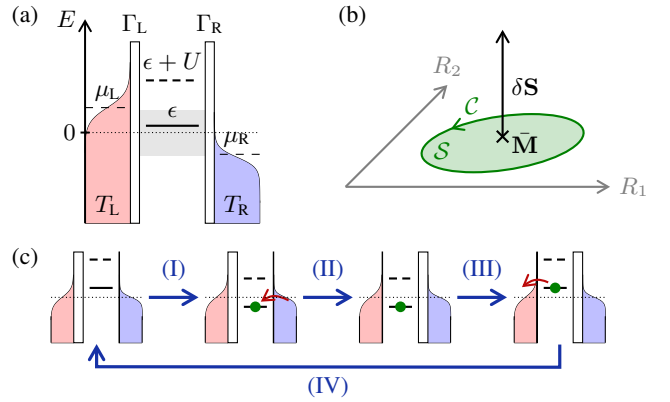 (a)
E
Γ_L
Γ_R
ϵ + U
μ_L
ϵ
0
μ_R
T_L
T_R
(b)
R_2
δS
C
S
M̄
R_1
(c)
(I)
(II)
(III)
(IV)